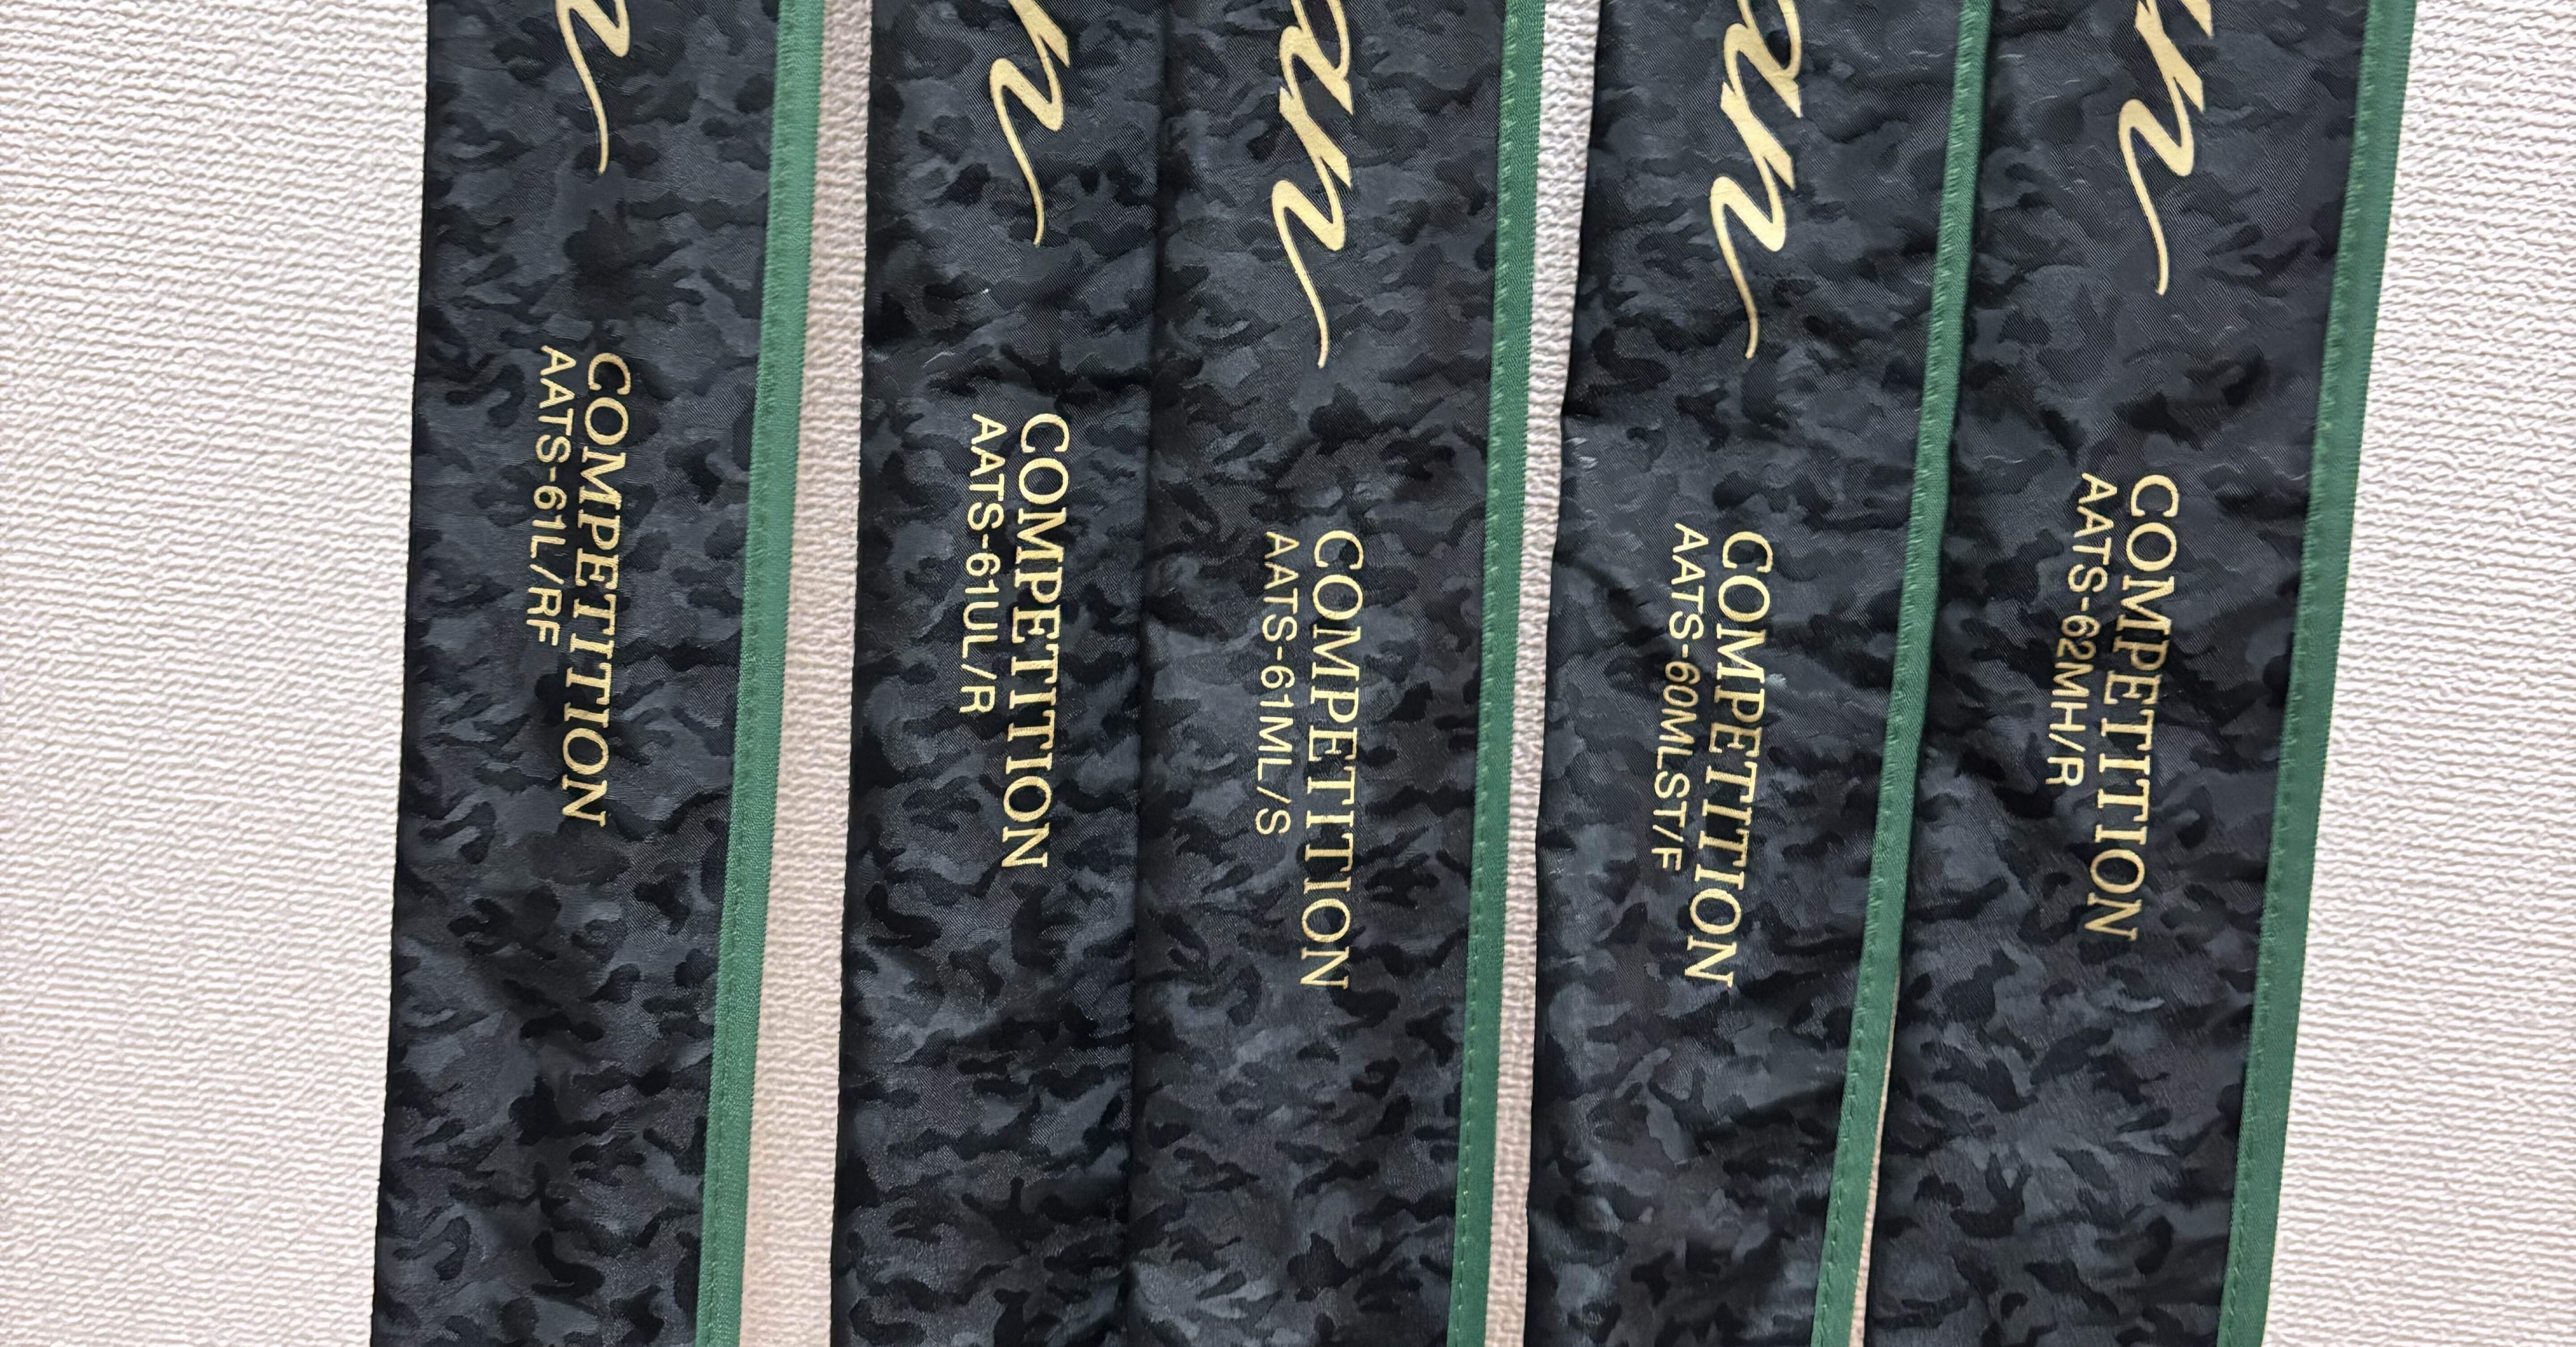 COMPETITION
AATS-61L/RF
COMPETITION
AATS-61UL/R
COMPETITION
AATS-61ML/S
COMPETITION
AATS-60MLST/F
COMPETITION
AATS-62MH/R